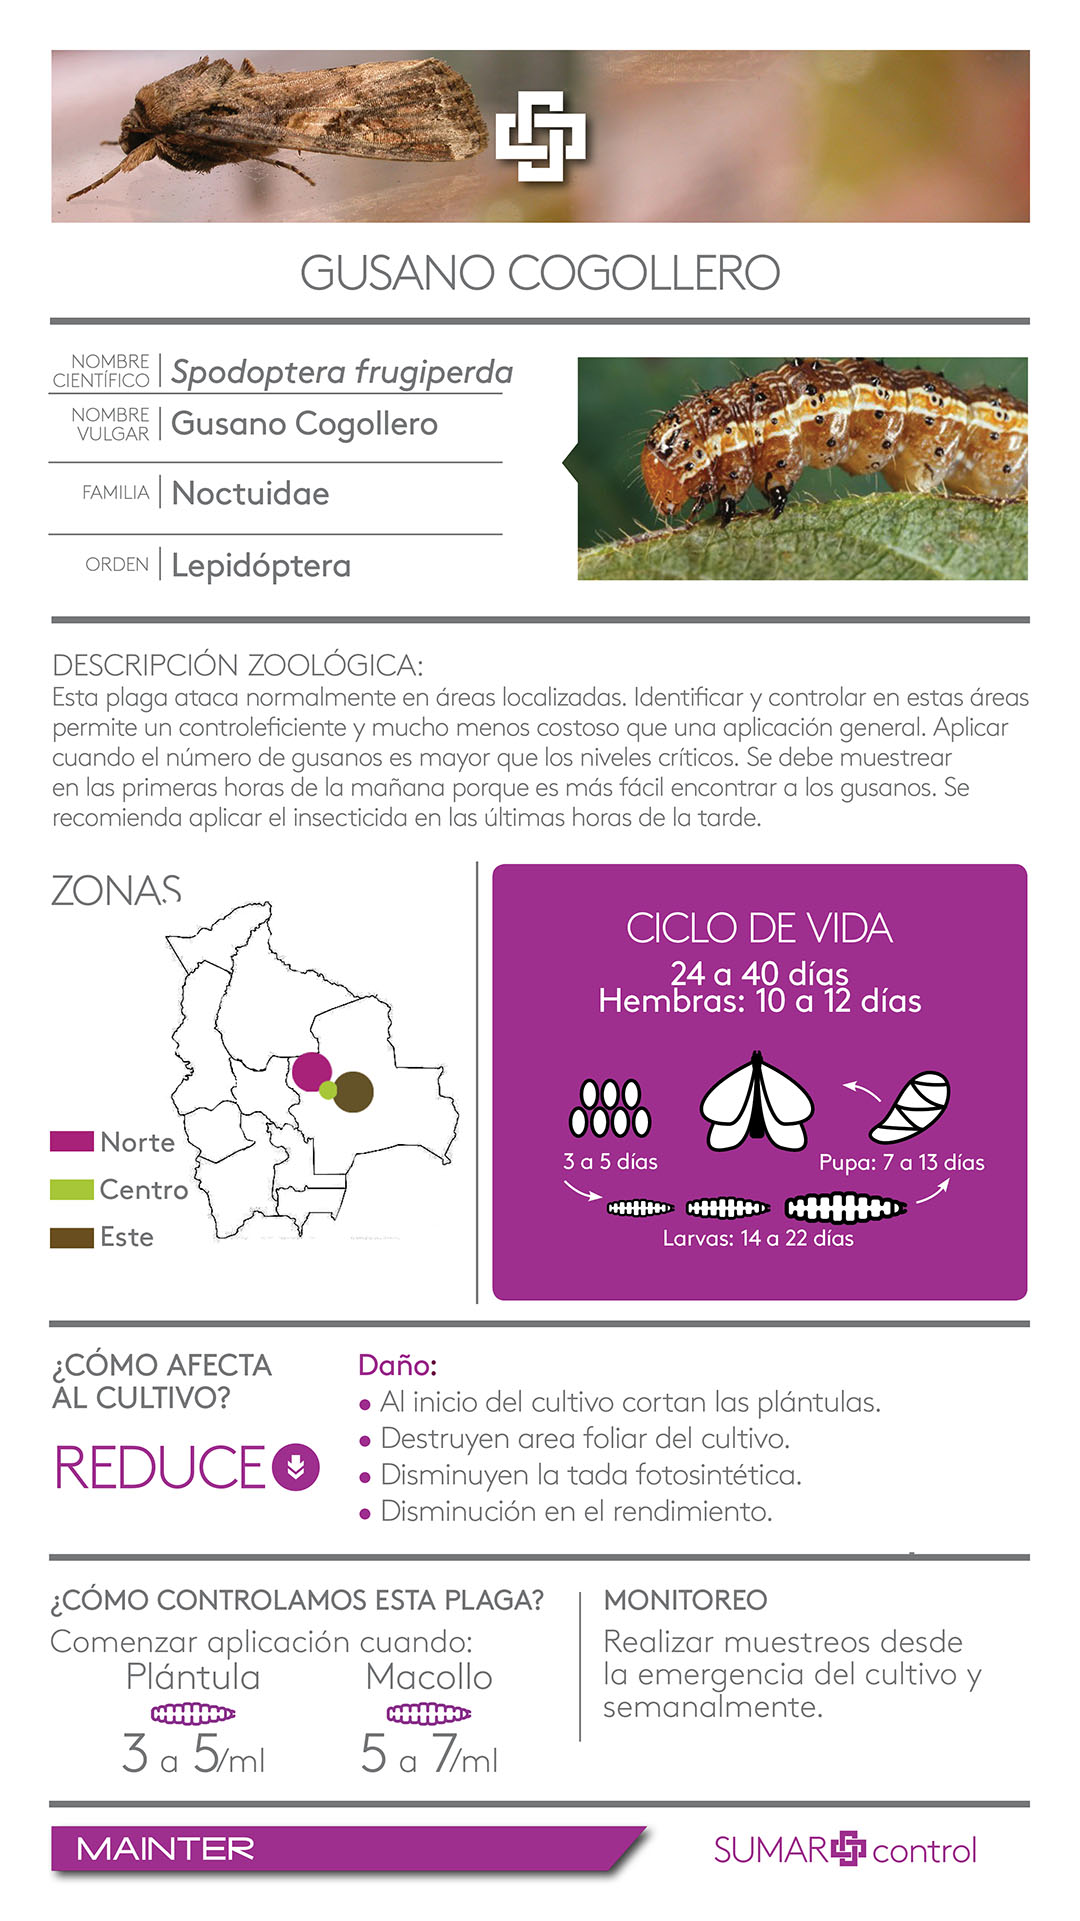 GUSANO COGOLLERO
NOMBRE
CIENTÍFICO
Spodoptera frugiperda
NOMBRE
VULGAR
Gusano Cogollero
FAMILIA
Noctuidae
ORDEN
Lepidóptera
DESCRIPCIÓN ZOOLÓGICA:
Esta plaga ataca normalmente en áreas localizadas. Identificar y controlar en estas áreas
permite un controleficiente y mucho menos costoso que una aplicación general. Aplicar
cuando el número de gusanos es mayor que los niveles críticos. Se debe muestrear
en las primeras horas de la mañana porque es más fácil encontrar a los gusanos. Se
recomienda aplicar el insecticida en las últimas horas de la tarde.
ZONAS
Norte
Centro
Este
CICLO DE VIDA
24 a 40 días
Hembras: 10 a 12 días
3 a 5 días
Pupa: 7 a 13 días
Larvas: 14 a 22 días
¿CÓMO AFECTA
AL CULTIVO?
REDUCE
Daño:
• Al inicio del cultivo cortan las plántulas.
• Destruyen area foliar del cultivo.
• Disminuyen la tada fotosintética.
• Disminución en el rendimiento.
¿CÓMO CONTROLAMOS ESTA PLAGA?
Comenzar aplicación cuando:
Plántula
3 a 5/ml
Macollo
5 a 7/ml
MONITOREO
Realizar muestreos desde
la emergencia del cultivo y
semanalmente.
MAINTER
SUMAR control